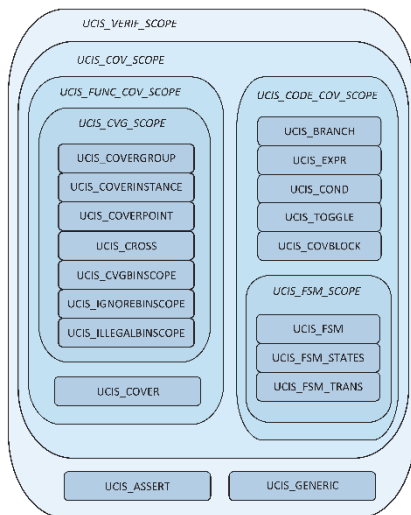 UCIS_VERIF_SCOPE
UCIS_COV_SCOPE
UCIS_FUNC_COV_SCOPE
UCIS_CVG_SCOPE
UCIS_COVERGROUP
UCIS_COVERINSTANCE
UCIS_COVERPOINT
UCIS_CROSS
UCIS_CVGBINSCOPE
UCIS_IGNOREBINSCOPE
UCIS_ILLEGALBINSCOPE
UCIS_COVER
UCIS_CODE_COV_SCOPE
UCIS_BRANCH
UCIS_EXPR
UCIS_COND
UCIS_TOGGLE
UCIS_COVBLOCK
UCIS_FSM_SCOPE
UCIS_FSM
UCIS_FSM_STATES
UCIS_FSM_TRANS
UCIS_ASSERT
UCIS_GENERIC